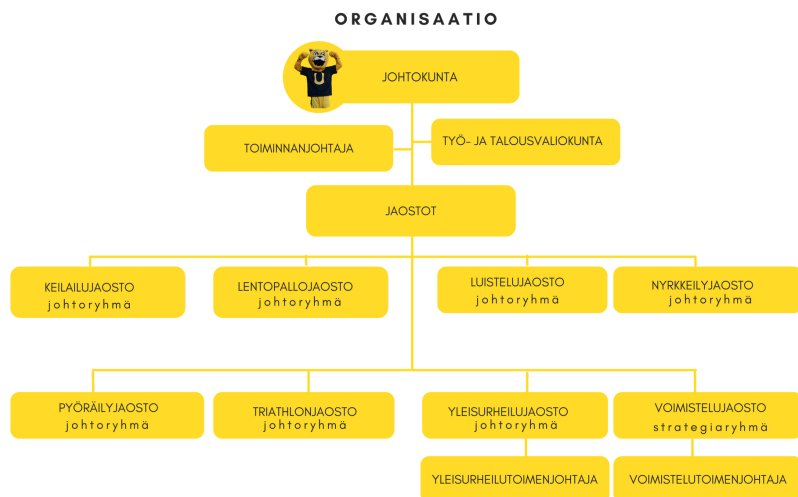 ORGANISAATIO
U
JOHTOKUNTA
TOIMINNANJOHTAJA
TYÖ- JA TALOUSVALIOKUNTA
JAOSTOT
KEILAILUJAOSTO
johtoryhmä
LENTOPALLOJAOSTO
johtoryhmä
LUISTELUJAOSTO
johtoryhmä
NYRKKEILYJAOSTO
johtoryhmä
PYÖRÄILYJAOSTO
johtoryhmä
TRIATHLONJAOSTO
johtoryhmä
YLEISURHEILUJAOSTO
johtoryhmä
VOIMISTELUJAOSTO
strategiaryhmä
YLEISURHEILUTOIMENJOHTAJA
VOIMISTELUTOIMENJOHTAJA